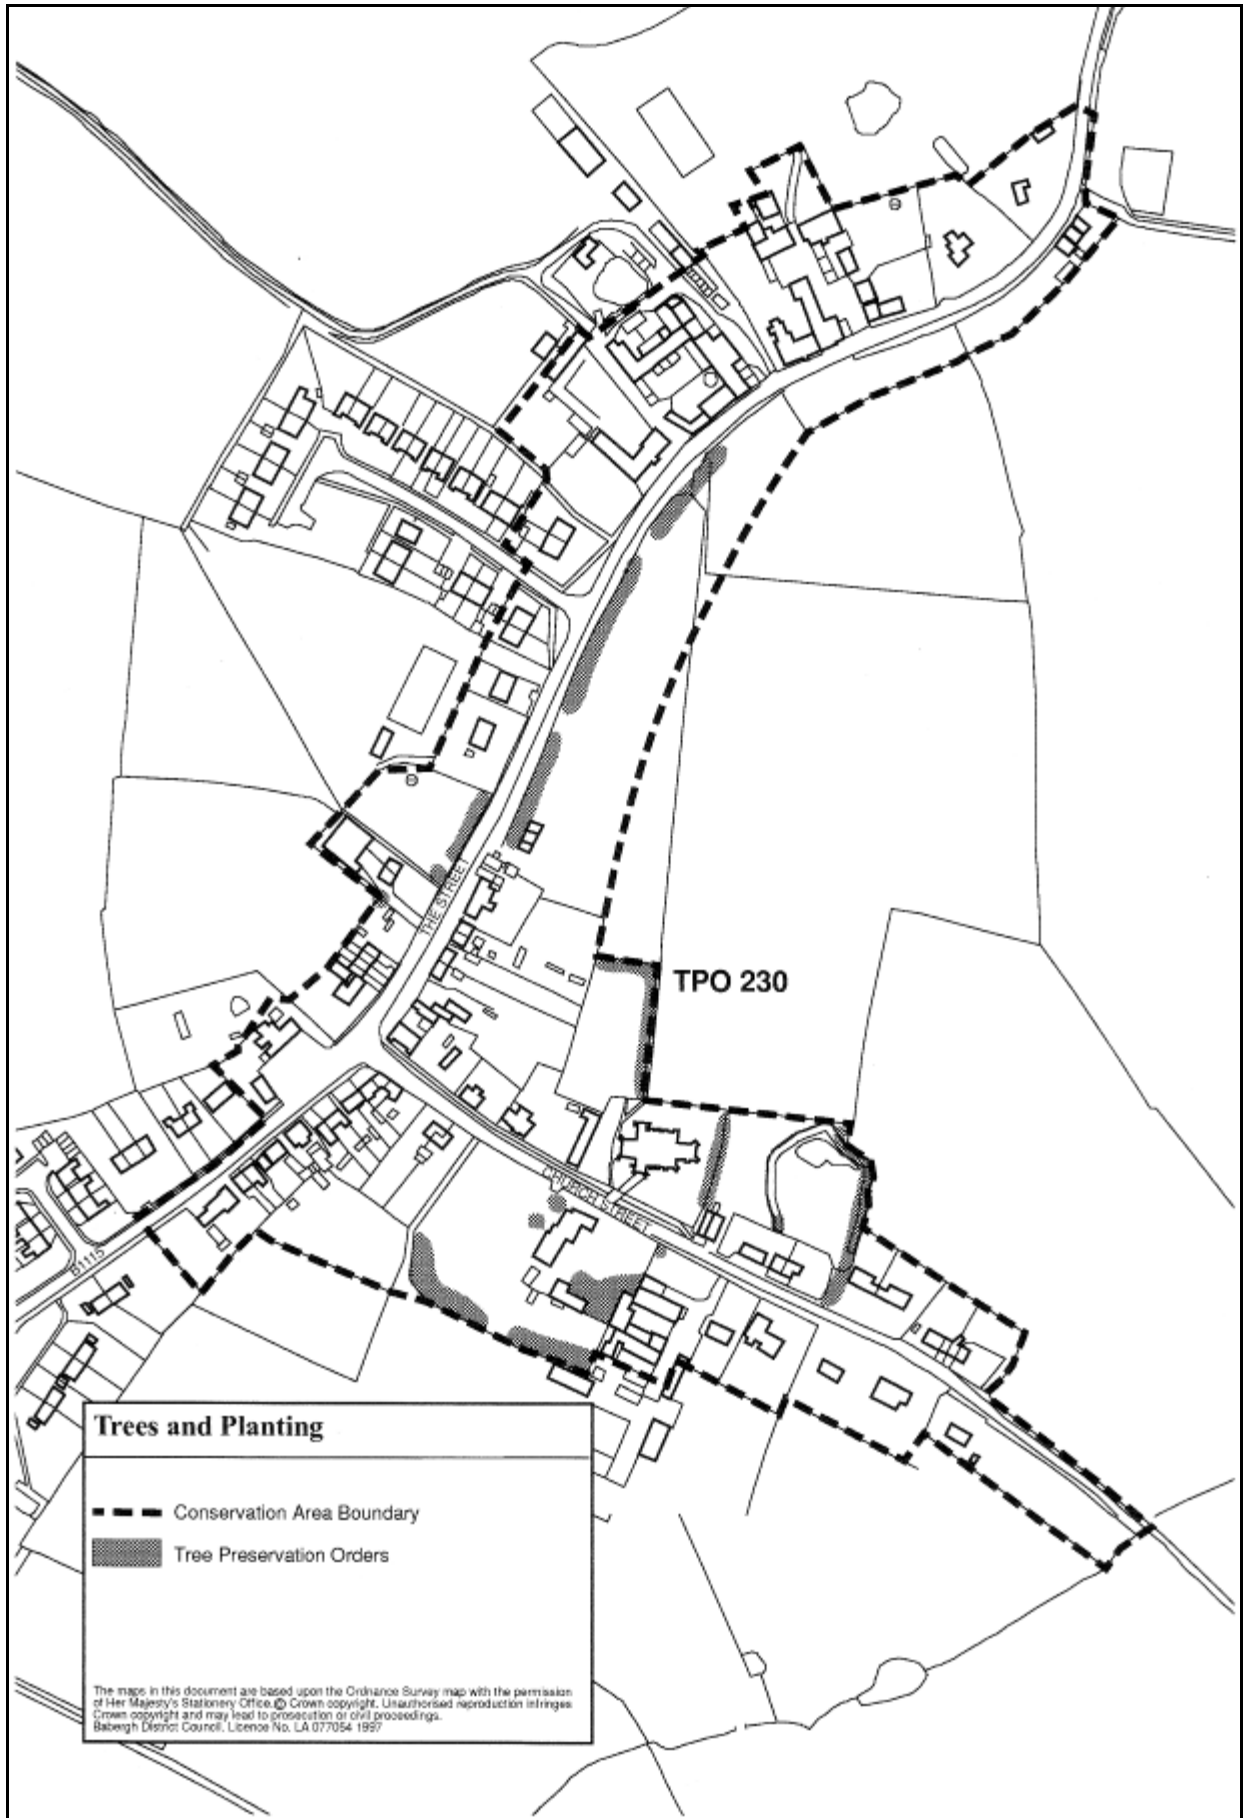 THE STREET
TPO 230
CHURCH STREET
B1115
Trees and Planting
Conservation Area Boundary
Tree Preservation Orders
The maps in this document are based upon the Ordnance Survey map with the permission
of Her Majesty's Stationery Office.© Crown copyright. Unauthorised reproduction infringes
Crown copyright and may lead to prosecution or civil proceedings.
Babergh District Council. Licence No. LA 077054 1997